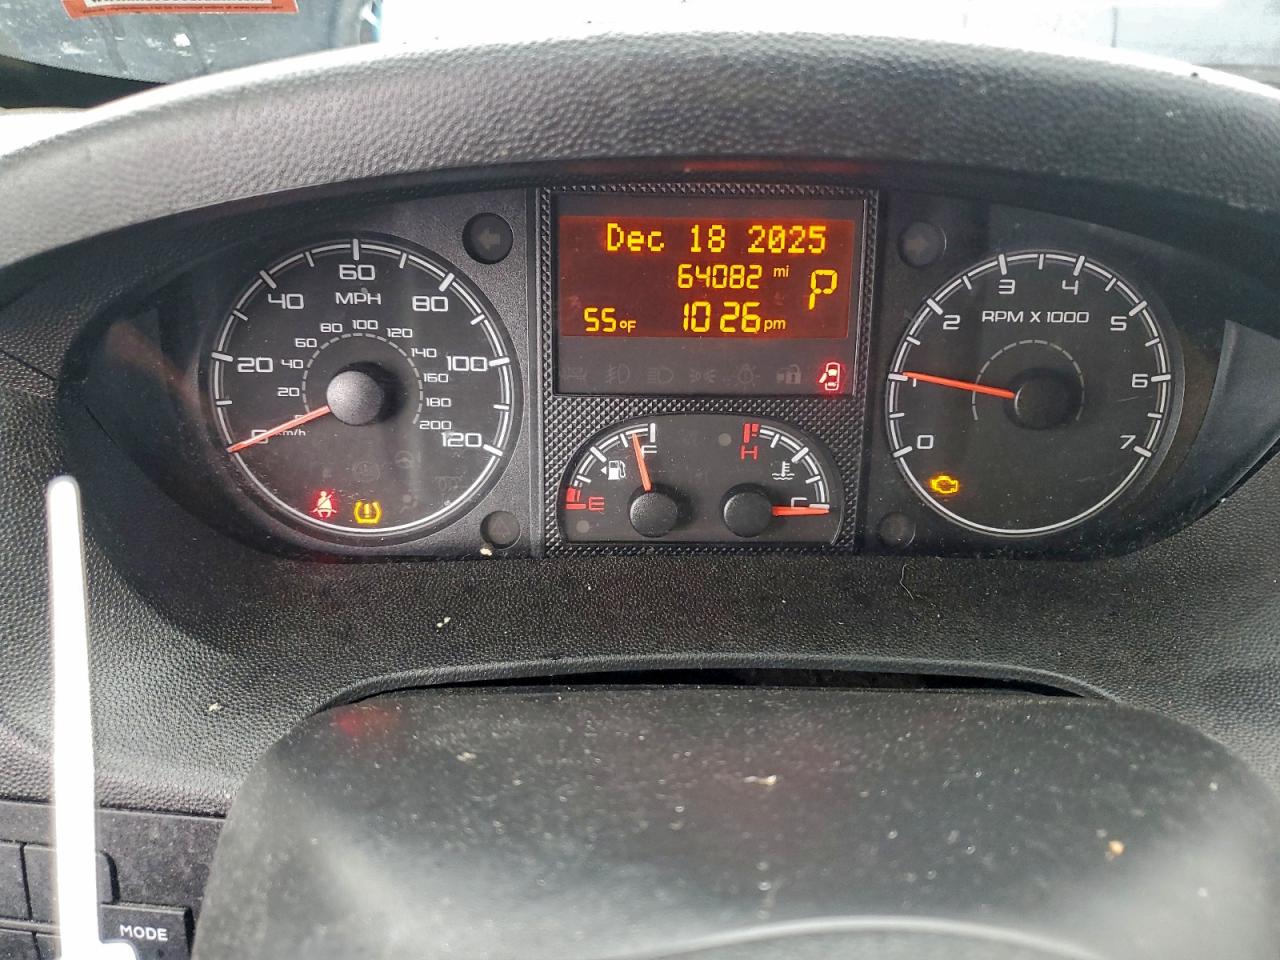 Dec 18 2025
64082 mi
P
55°F 10:26 pm
0 20 40 60 80 100 120
MPH
20 40 60 80 100 120 140 160 180 200
km/h
0 1 2 3 4 5 6 7
RPM X 1000
E F
H C
MODE